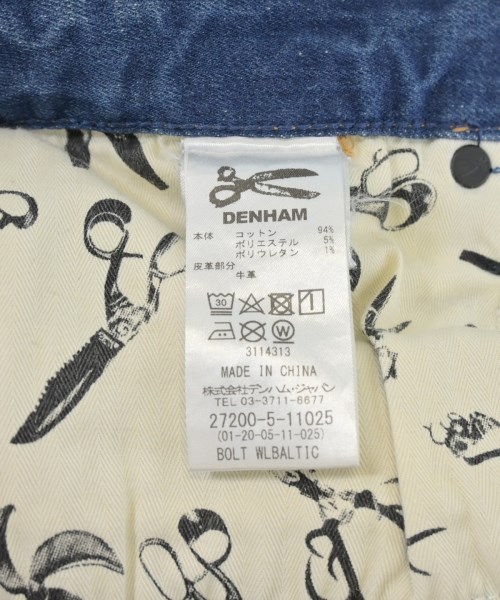 DENHAM
本体 コットン 94%
ポリエステル 5%
ポリウレタン 1%
皮革部分
牛革
30
W
3114313
MADE IN CHINA
株式会社デンハム・ジャパン
TEL 03-3711-6677
27200-5-11025
(01-20-05-11-025)
BOLT WLBALTIC